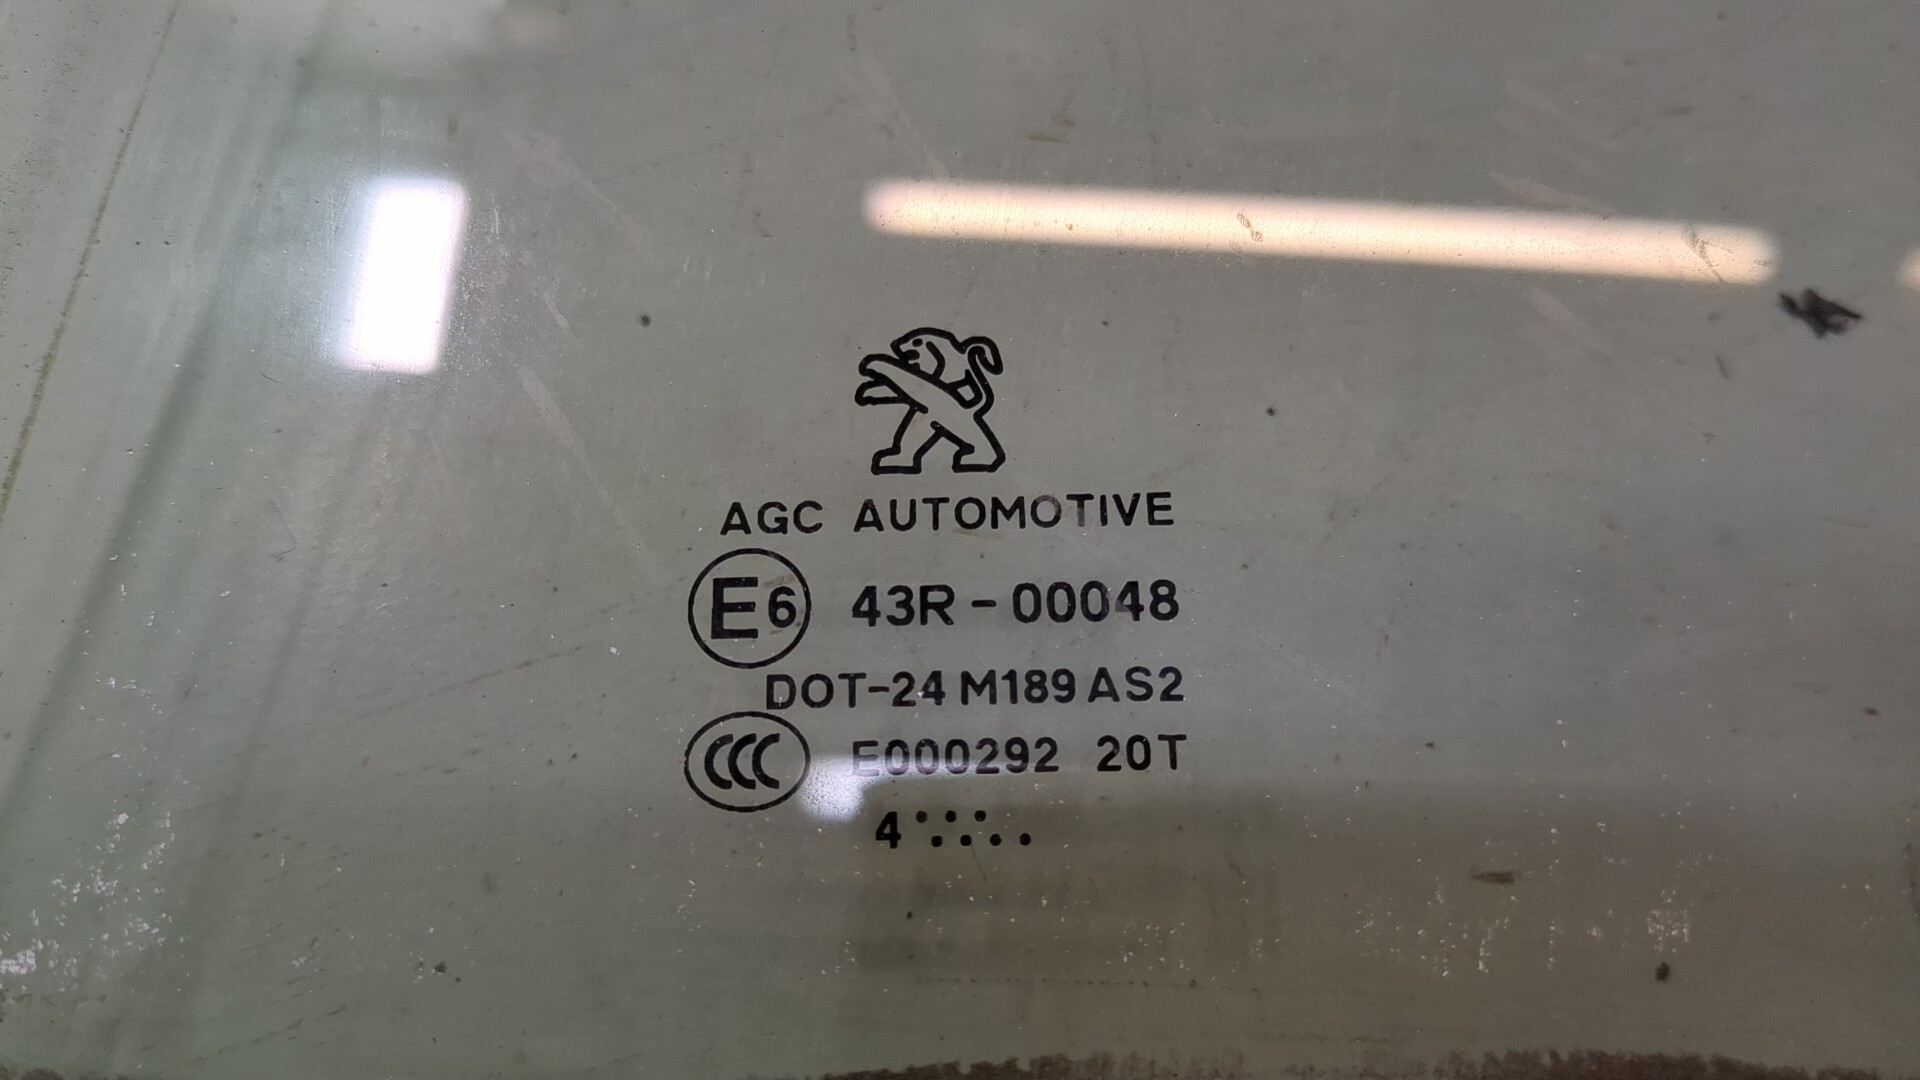 AGC AUTOMOTIVE
E6 43R-00048
DOT-24 M189 AS2
CCC E000292 20T
4